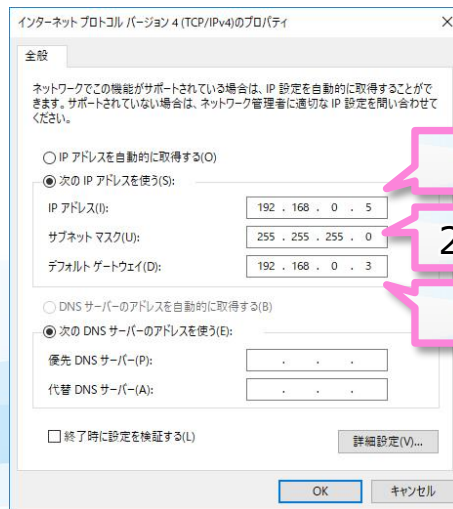 インターネット プロトコル バージョン 4 (TCP/IPv4)のプロパティ
全般
ネットワークでこの機能がサポートされている場合は、IP 設定を自動的に取得することがで
きます。サポートされていない場合は、ネットワーク管理者に適切な IP 設定を問い合わせて
ください。
IP アドレスを自動的に取得する(O)
次の IP アドレスを使う(S):
IP アドレス(I): 192 . 168 . 0 . 5
サブネット マスク(U): 255 . 255 . 255 . 0
2
デフォルト ゲートウェイ(D): 192 . 168 . 0 . 3
DNS サーバーのアドレスを自動的に取得する(B)
次の DNS サーバーのアドレスを使う(E):
優先 DNS サーバー(P): . . .
代替 DNS サーバー(A): . . .
終了時に設定を検証する(L)
詳細設定(V)...
OK キャンセル